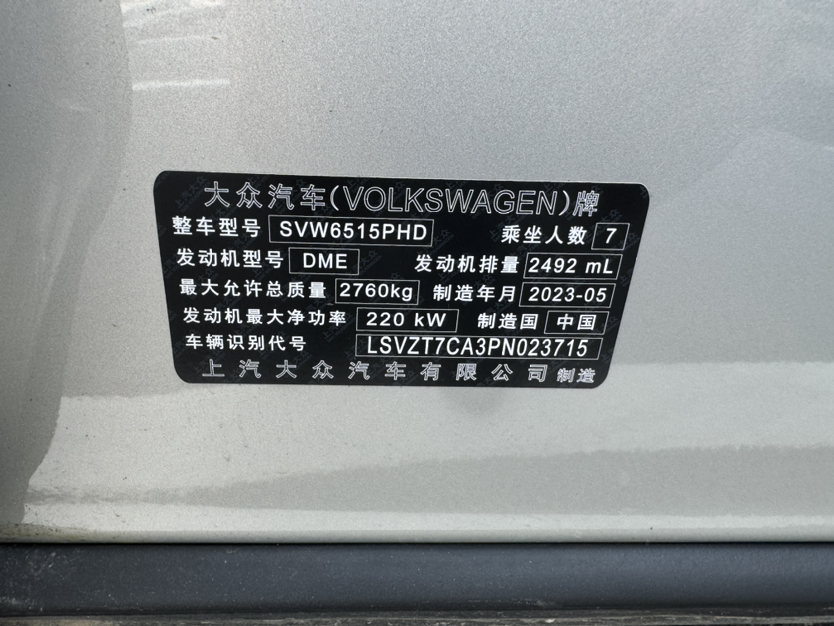 大众汽车(VOLKSWAGEN)牌
整车型号 SVW6515PHD 乘坐人数 7
发动机型号 DME 发动机排量 2492 mL
最大允许总质量 2760kg 制造年月 2023-05
发动机最大净功率 220 kW 制造国 中国
车辆识别代号 LSVZT7CA3PN023715
上汽大众汽车有限公司 制造